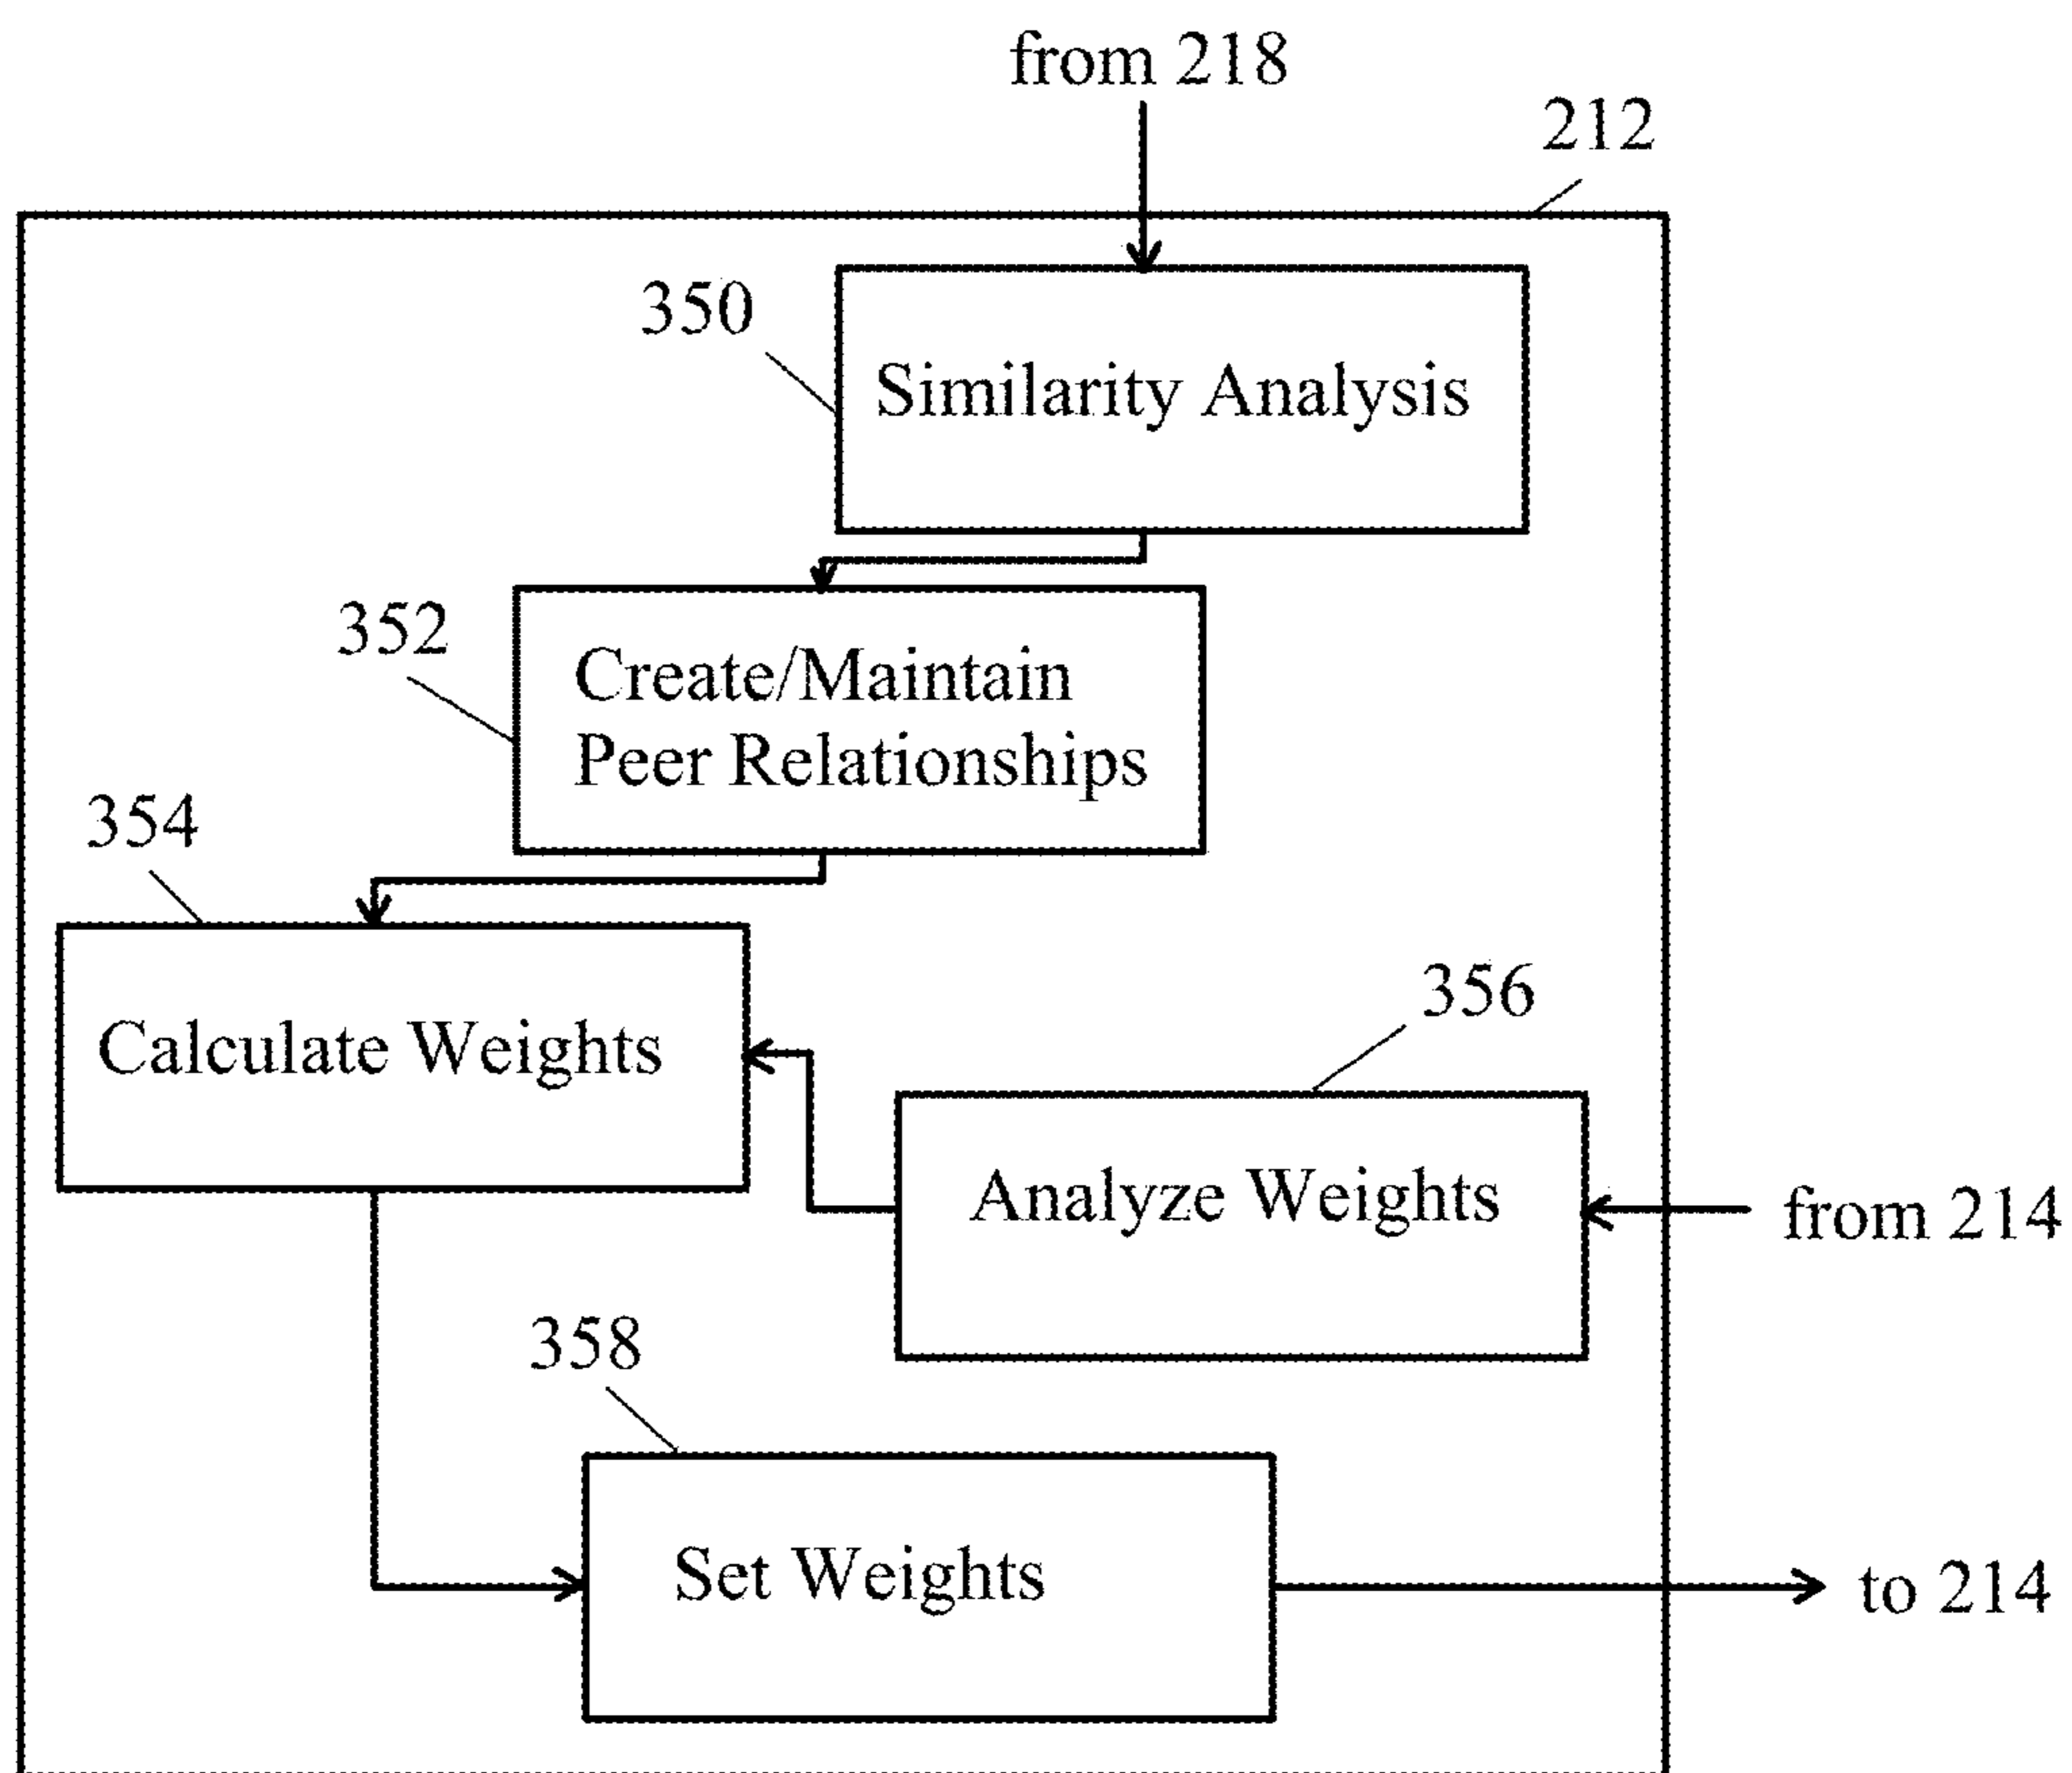 from 218
212
350
Similarity Analysis
352
Create/Maintain
Peer Relationships
354
Calculate Weights
356
Analyze Weights
from 214
358
Set Weights
to 214